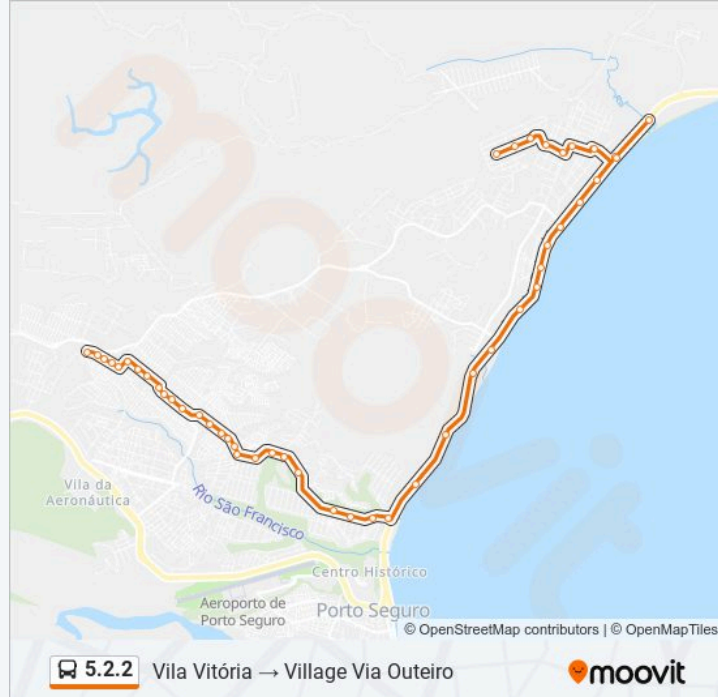 Vila da
Aeronáutica
Rio São Francisco
Centro Histórico
Aeroporto de
Porto Seguro
Porto Seguro
© OpenStreetMap contributors | © OpenMapTiles
5.2.2 Vila Vitória → Village Via Outeiro
moovit
moovit